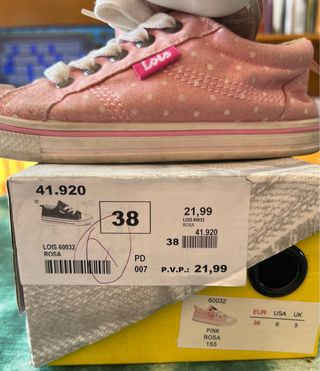 Lois
41.920
38
21,99
LOIS 60032
ROSA
41.920
38
LOIS 60032
ROSA
PD
007
P.V.P.: 21,99
60032
PINK
ROSA
155
EUR USA UK
38 6 5